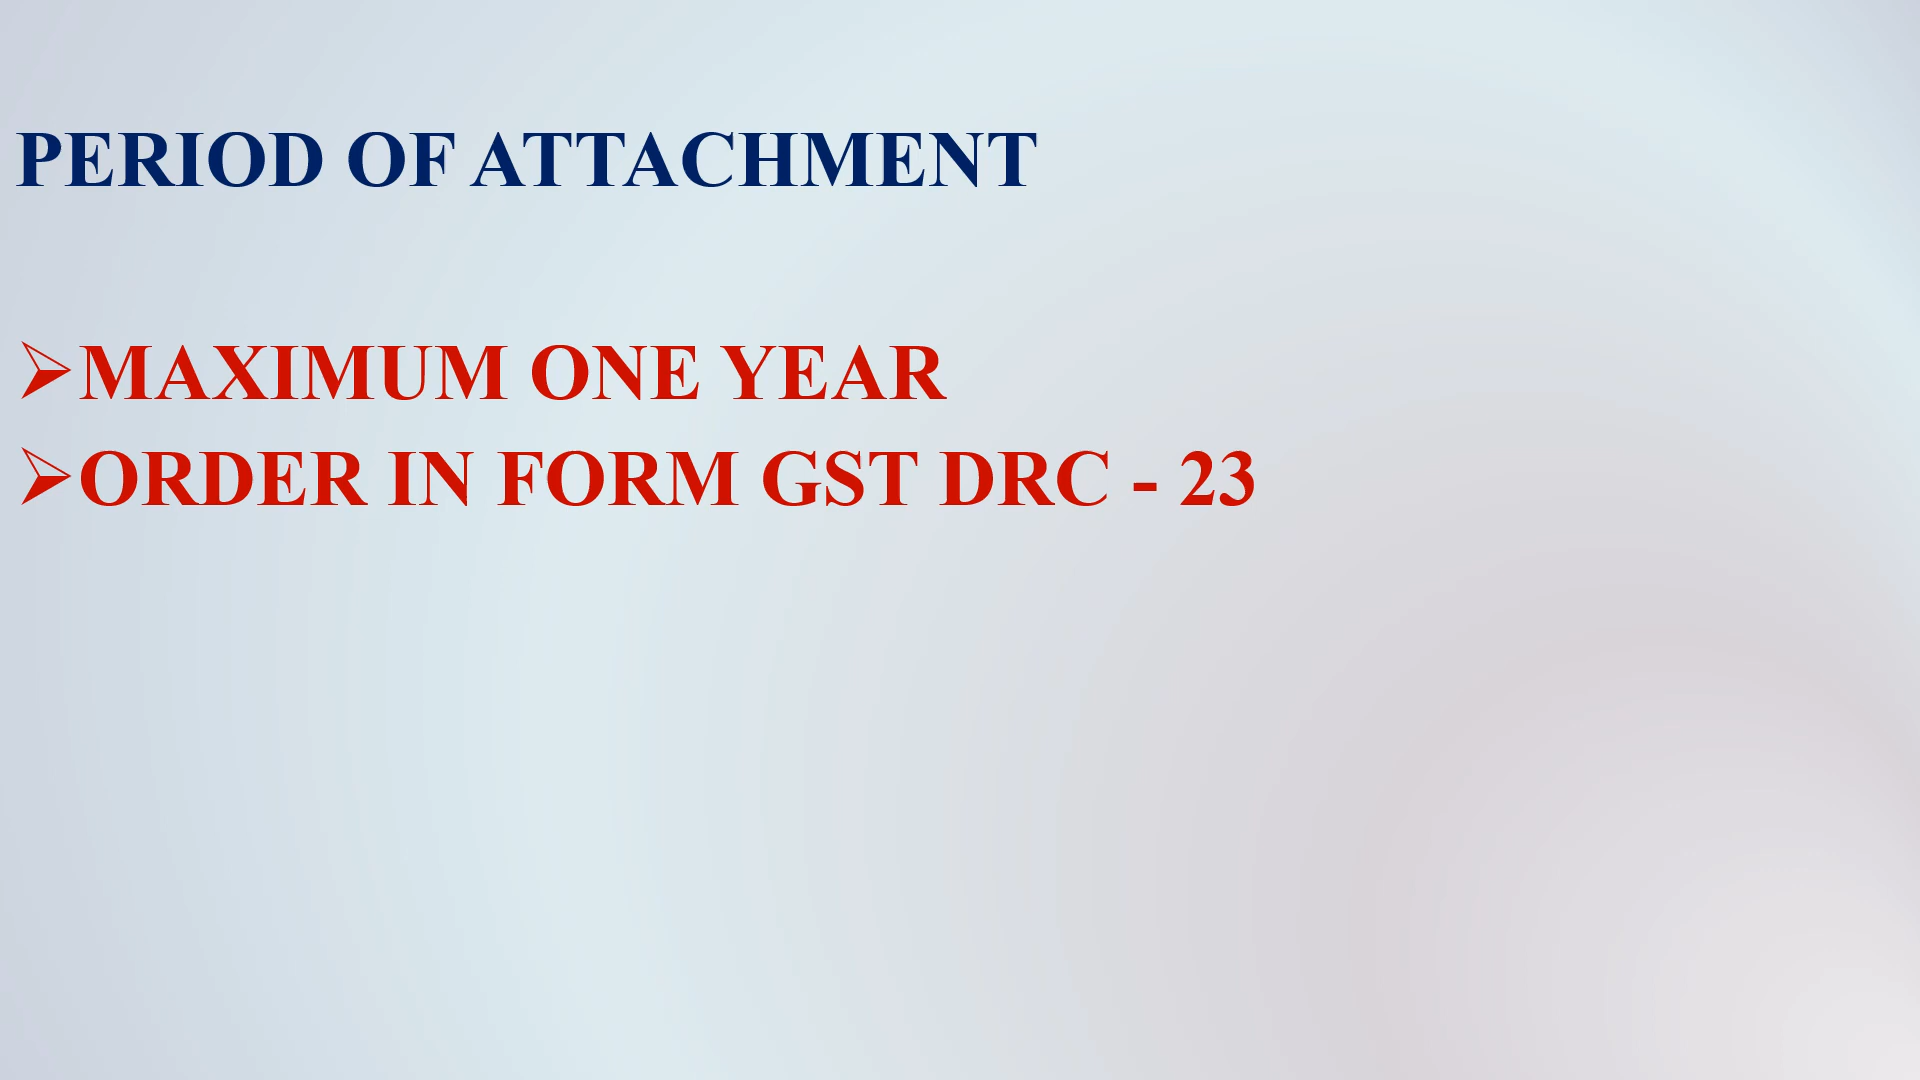 PERIOD OF ATTACHMENT
➢MAXIMUM ONE YEAR
➢ORDER IN FORM GST DRC - 23